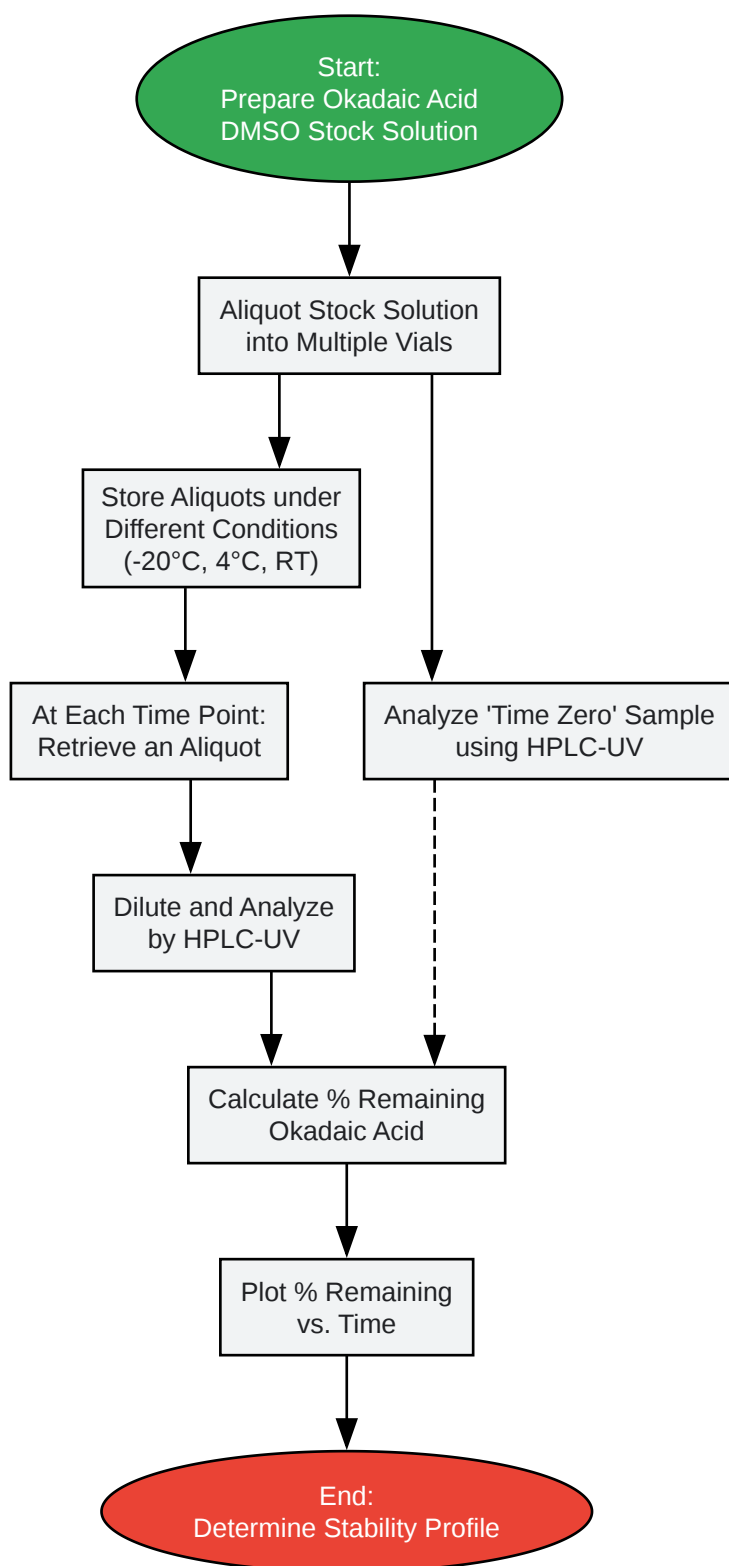 Start:
Prepare Okadaic Acid
DMSO Stock Solution
Aliquot Stock Solution
into Multiple Vials
Store Aliquots under
Different Conditions
(-20°C, 4°C, RT)
At Each Time Point:
Retrieve an Aliquot
Analyze 'Time Zero' Sample
using HPLC-UV
Dilute and Analyze
by HPLC-UV
Calculate % Remaining
Okadaic Acid
Plot % Remaining
vs. Time
End:
Determine Stability Profile